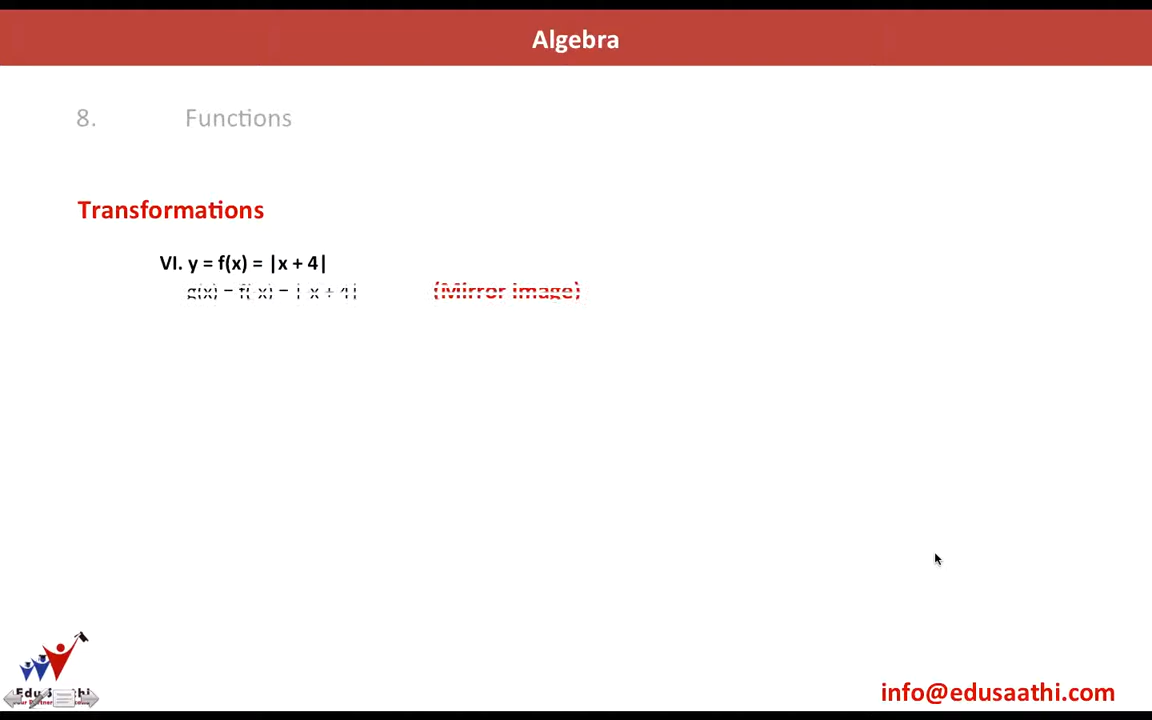 Algebra
8. Functions
Transformations
VI. y = f(x) = |x + 4|
(Mirror image)
info@edusaathi.com